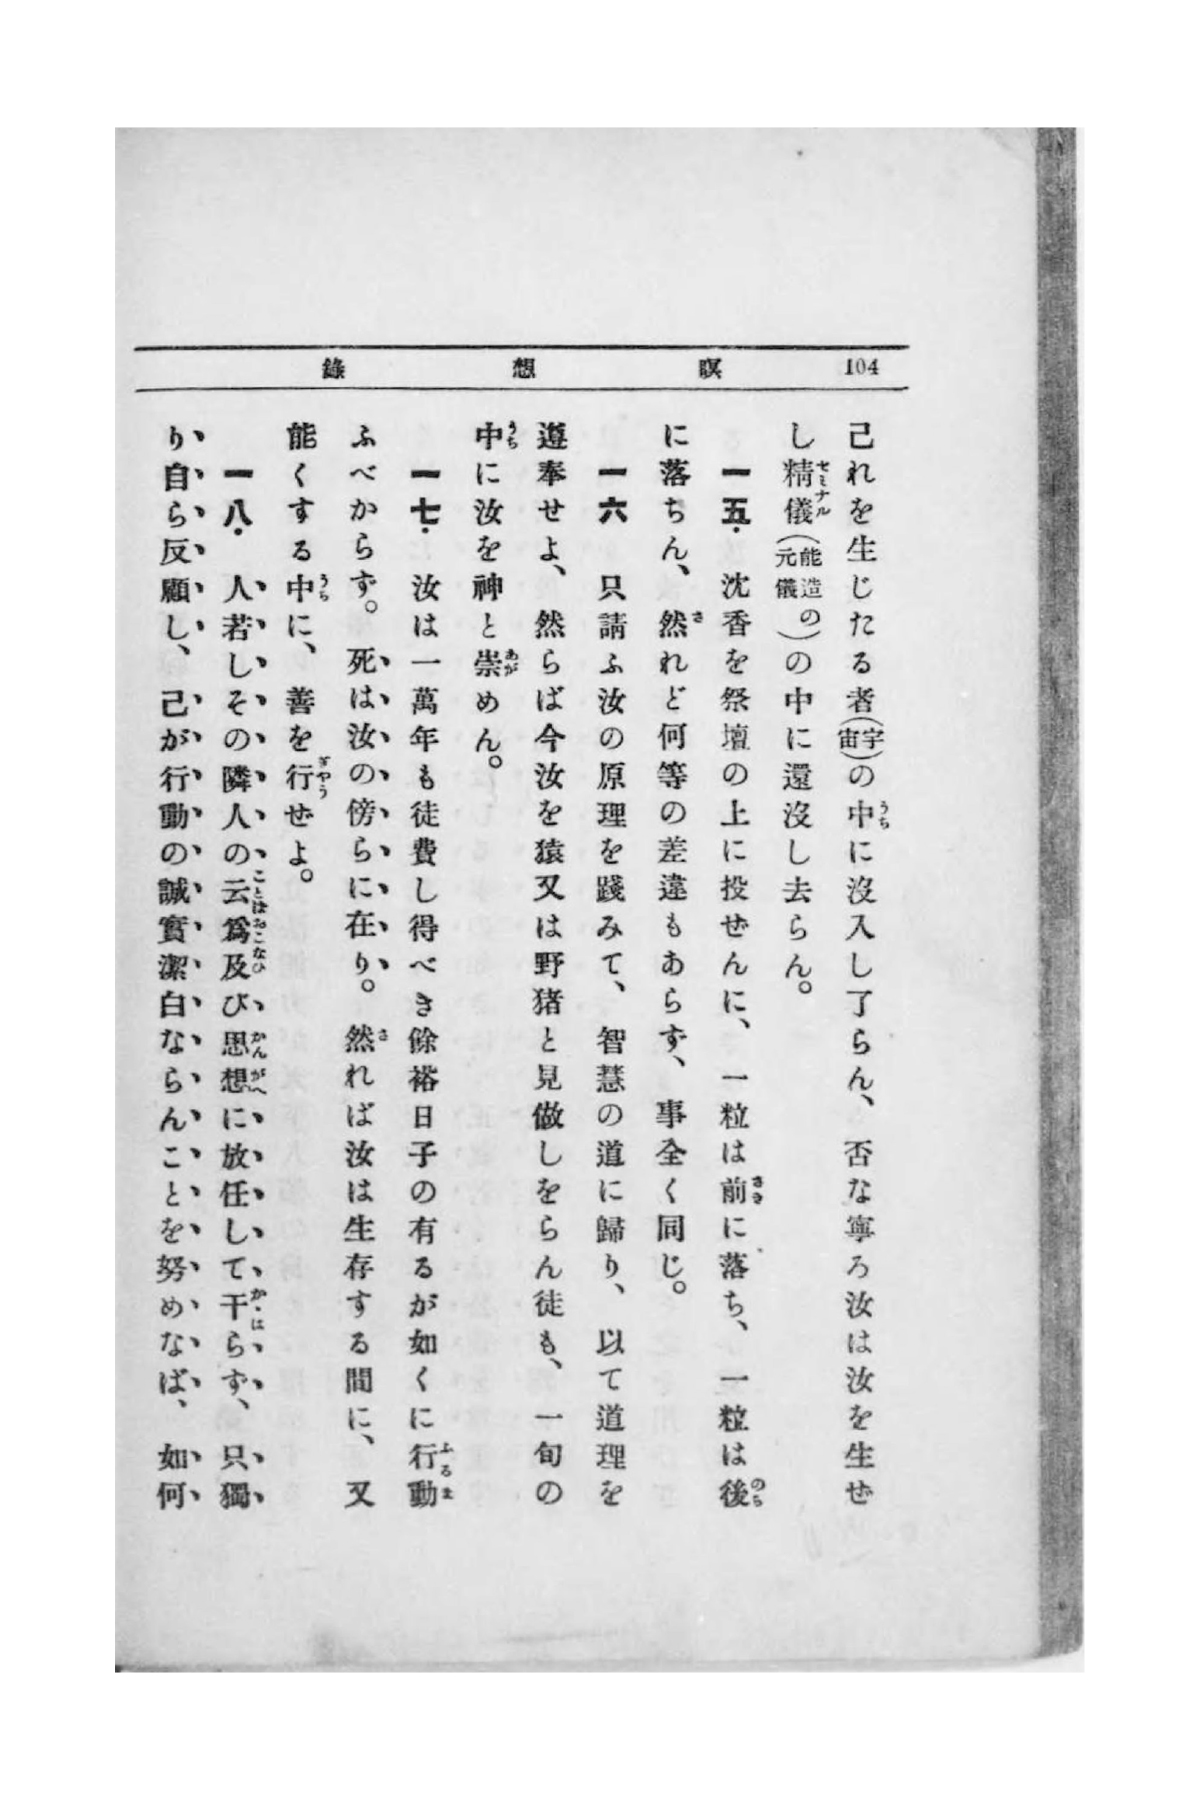 104 瞑想錄
己れを生じたる者(宇宙)の中に沒入し了らん、否な寧ろ汝は汝を生ぜ
し精儀(能造の元儀)の中に還沒し去らん。
一五. 沈香を祭壇の上に投ぜんに、一粒は前に落ち、一粒は後
に落ちん、然れど何等の差違もあらず、事全く同じ。
一六 只請ふ汝の原理を踐みて、智慧の道に歸り、以て道理を
遵奉せよ、然らば今汝を猿又は野猪と見做しをらん徒も、一旬の
中に汝を神と崇めん。
一七. 汝は一萬年も徒費し得べき餘裕日子の有るが如くに行動
ふべからず。死は汝の傍らに在り。然れば汝は生存する間に、又
能くする中に、善を行ぜよ。
一八. 人若しその隣人の云爲及び思想に放任して干らず、只獨
り自ら反顧し、己が行動の誠實潔白ならんことを努めなば、如何